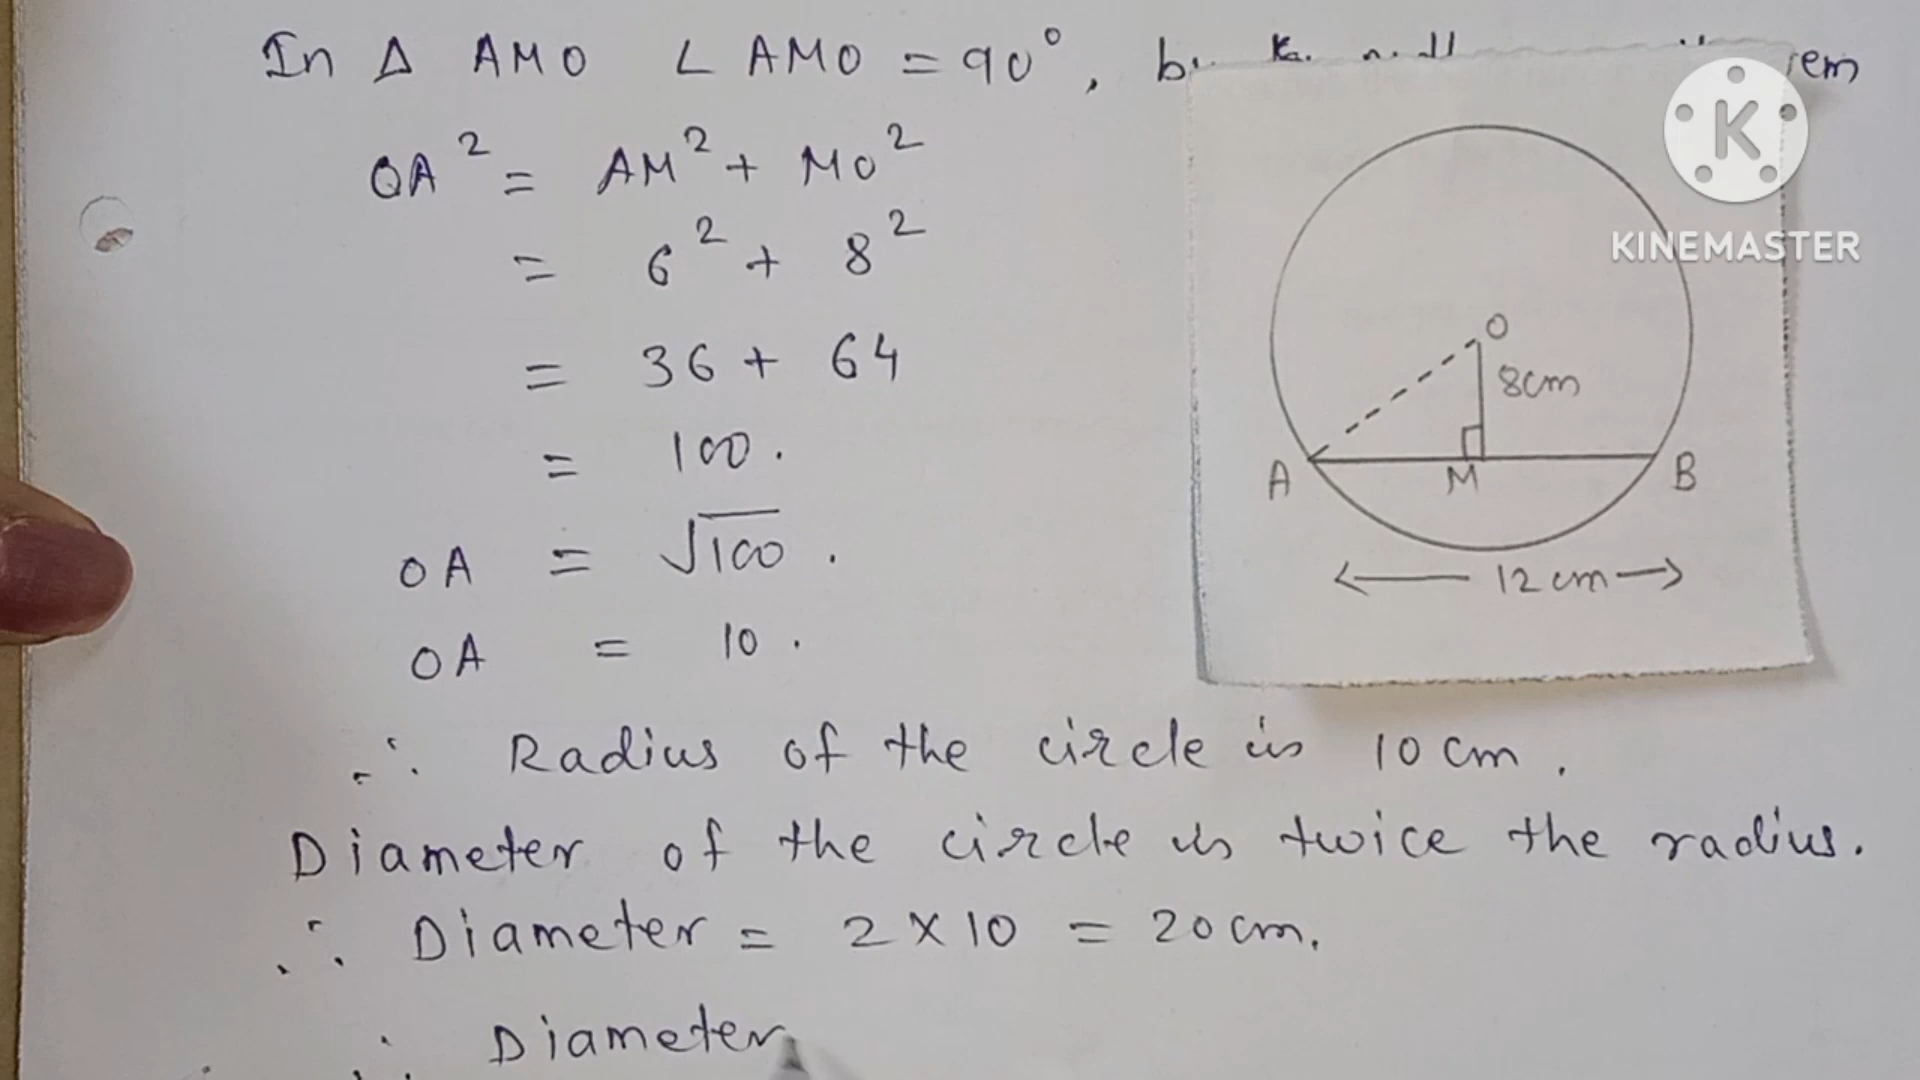 In Δ AMO ∠ AMO = 90°, by rem
OA² = AM² + MO²
= 6² + 8²
= 36 + 64
= 100.
OA = √100.
OA = 10.
∴ Radius of the circle is 10 cm.
Diameter of the circle is twice the radius.
∴ Diameter = 2 × 10 = 20 cm.
∴ Diameter
K
KINEMASTER
O
8cm
A M B
12 cm